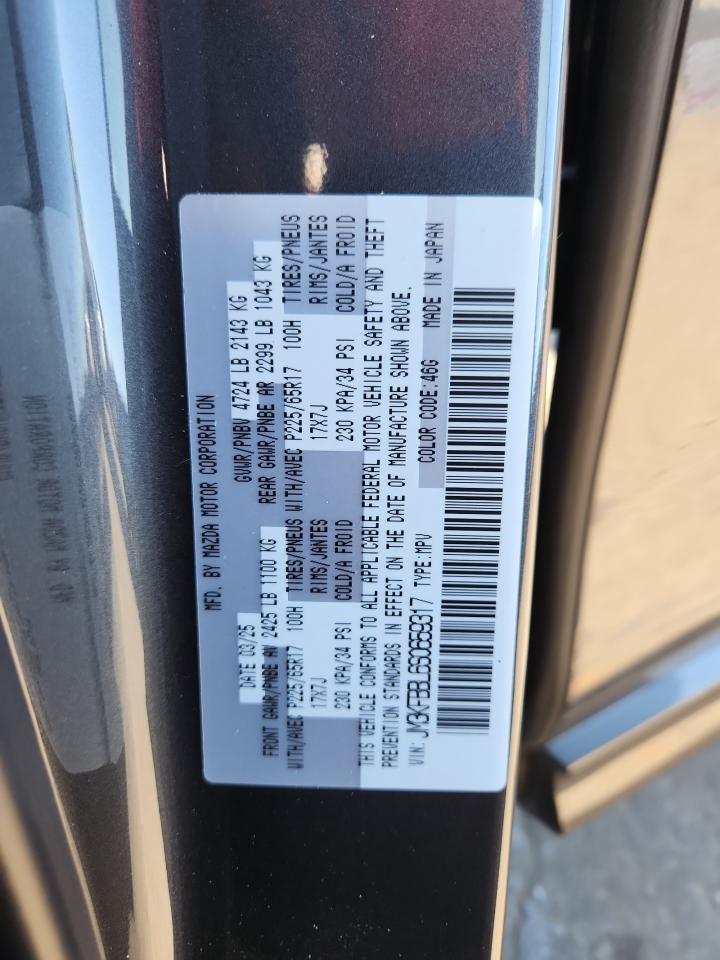 MFD. BY MAZDA MOTOR CORPORATION
DATE 03/25 GVWR/PNBV 4724 LB 2143 KG
FRONT GAWR/PNBE AV 2425 LB 1100 KG REAR GAWR/PNBE AR 2299 LB 1043 KG
WITH/AVEC P225/65R17 100H TIRES/PNEUS WITH/AVEC P225/65R17 100H TIRES/PNEUS
17X7J RIMS/JANTES 17X7J RIMS/JANTES
230 KPA/34 PSI COLD/A FROID 230 KPA/34 PSI COLD/A FROID
THIS VEHICLE CONFORMS TO ALL APPLICABLE FEDERAL MOTOR VEHICLE SAFETY AND THEFT
PREVENTION STANDARDS IN EFFECT ON THE DATE OF MANUFACTURE SHOWN ABOVE.
VIN: JM3KFBBL6S0659317 TYPE:MPV COLOR CODE:46G MADE IN JAPAN